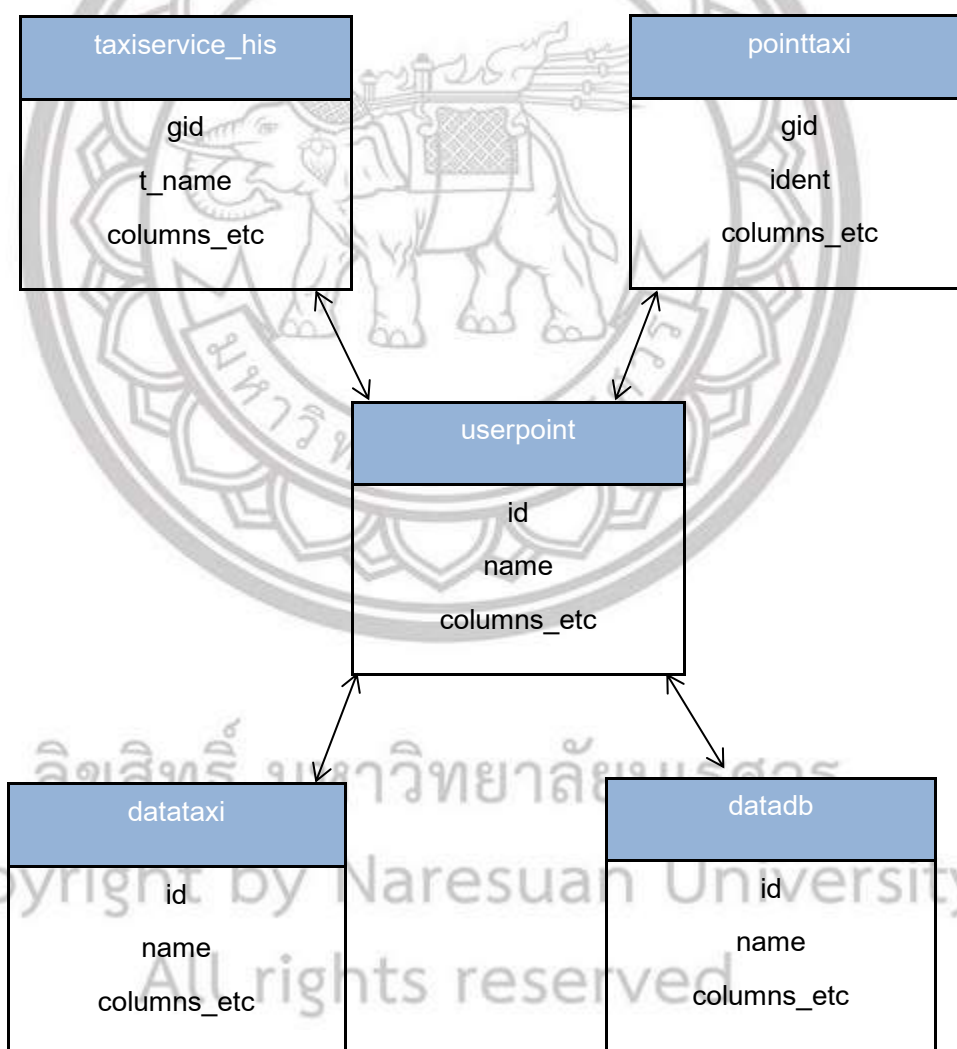 taxiservice_his
gid
t_name
columns_etc
pointtaxi
gid
ident
columns_etc
userpoint
id
name
columns_etc
datataxi
id
name
columns_etc
datadb
id
name
columns_etc
ลิขสิทธิ์ มหาวิทยาลัยนเรศวร
Copyright by Naresuan University
All rights reserved